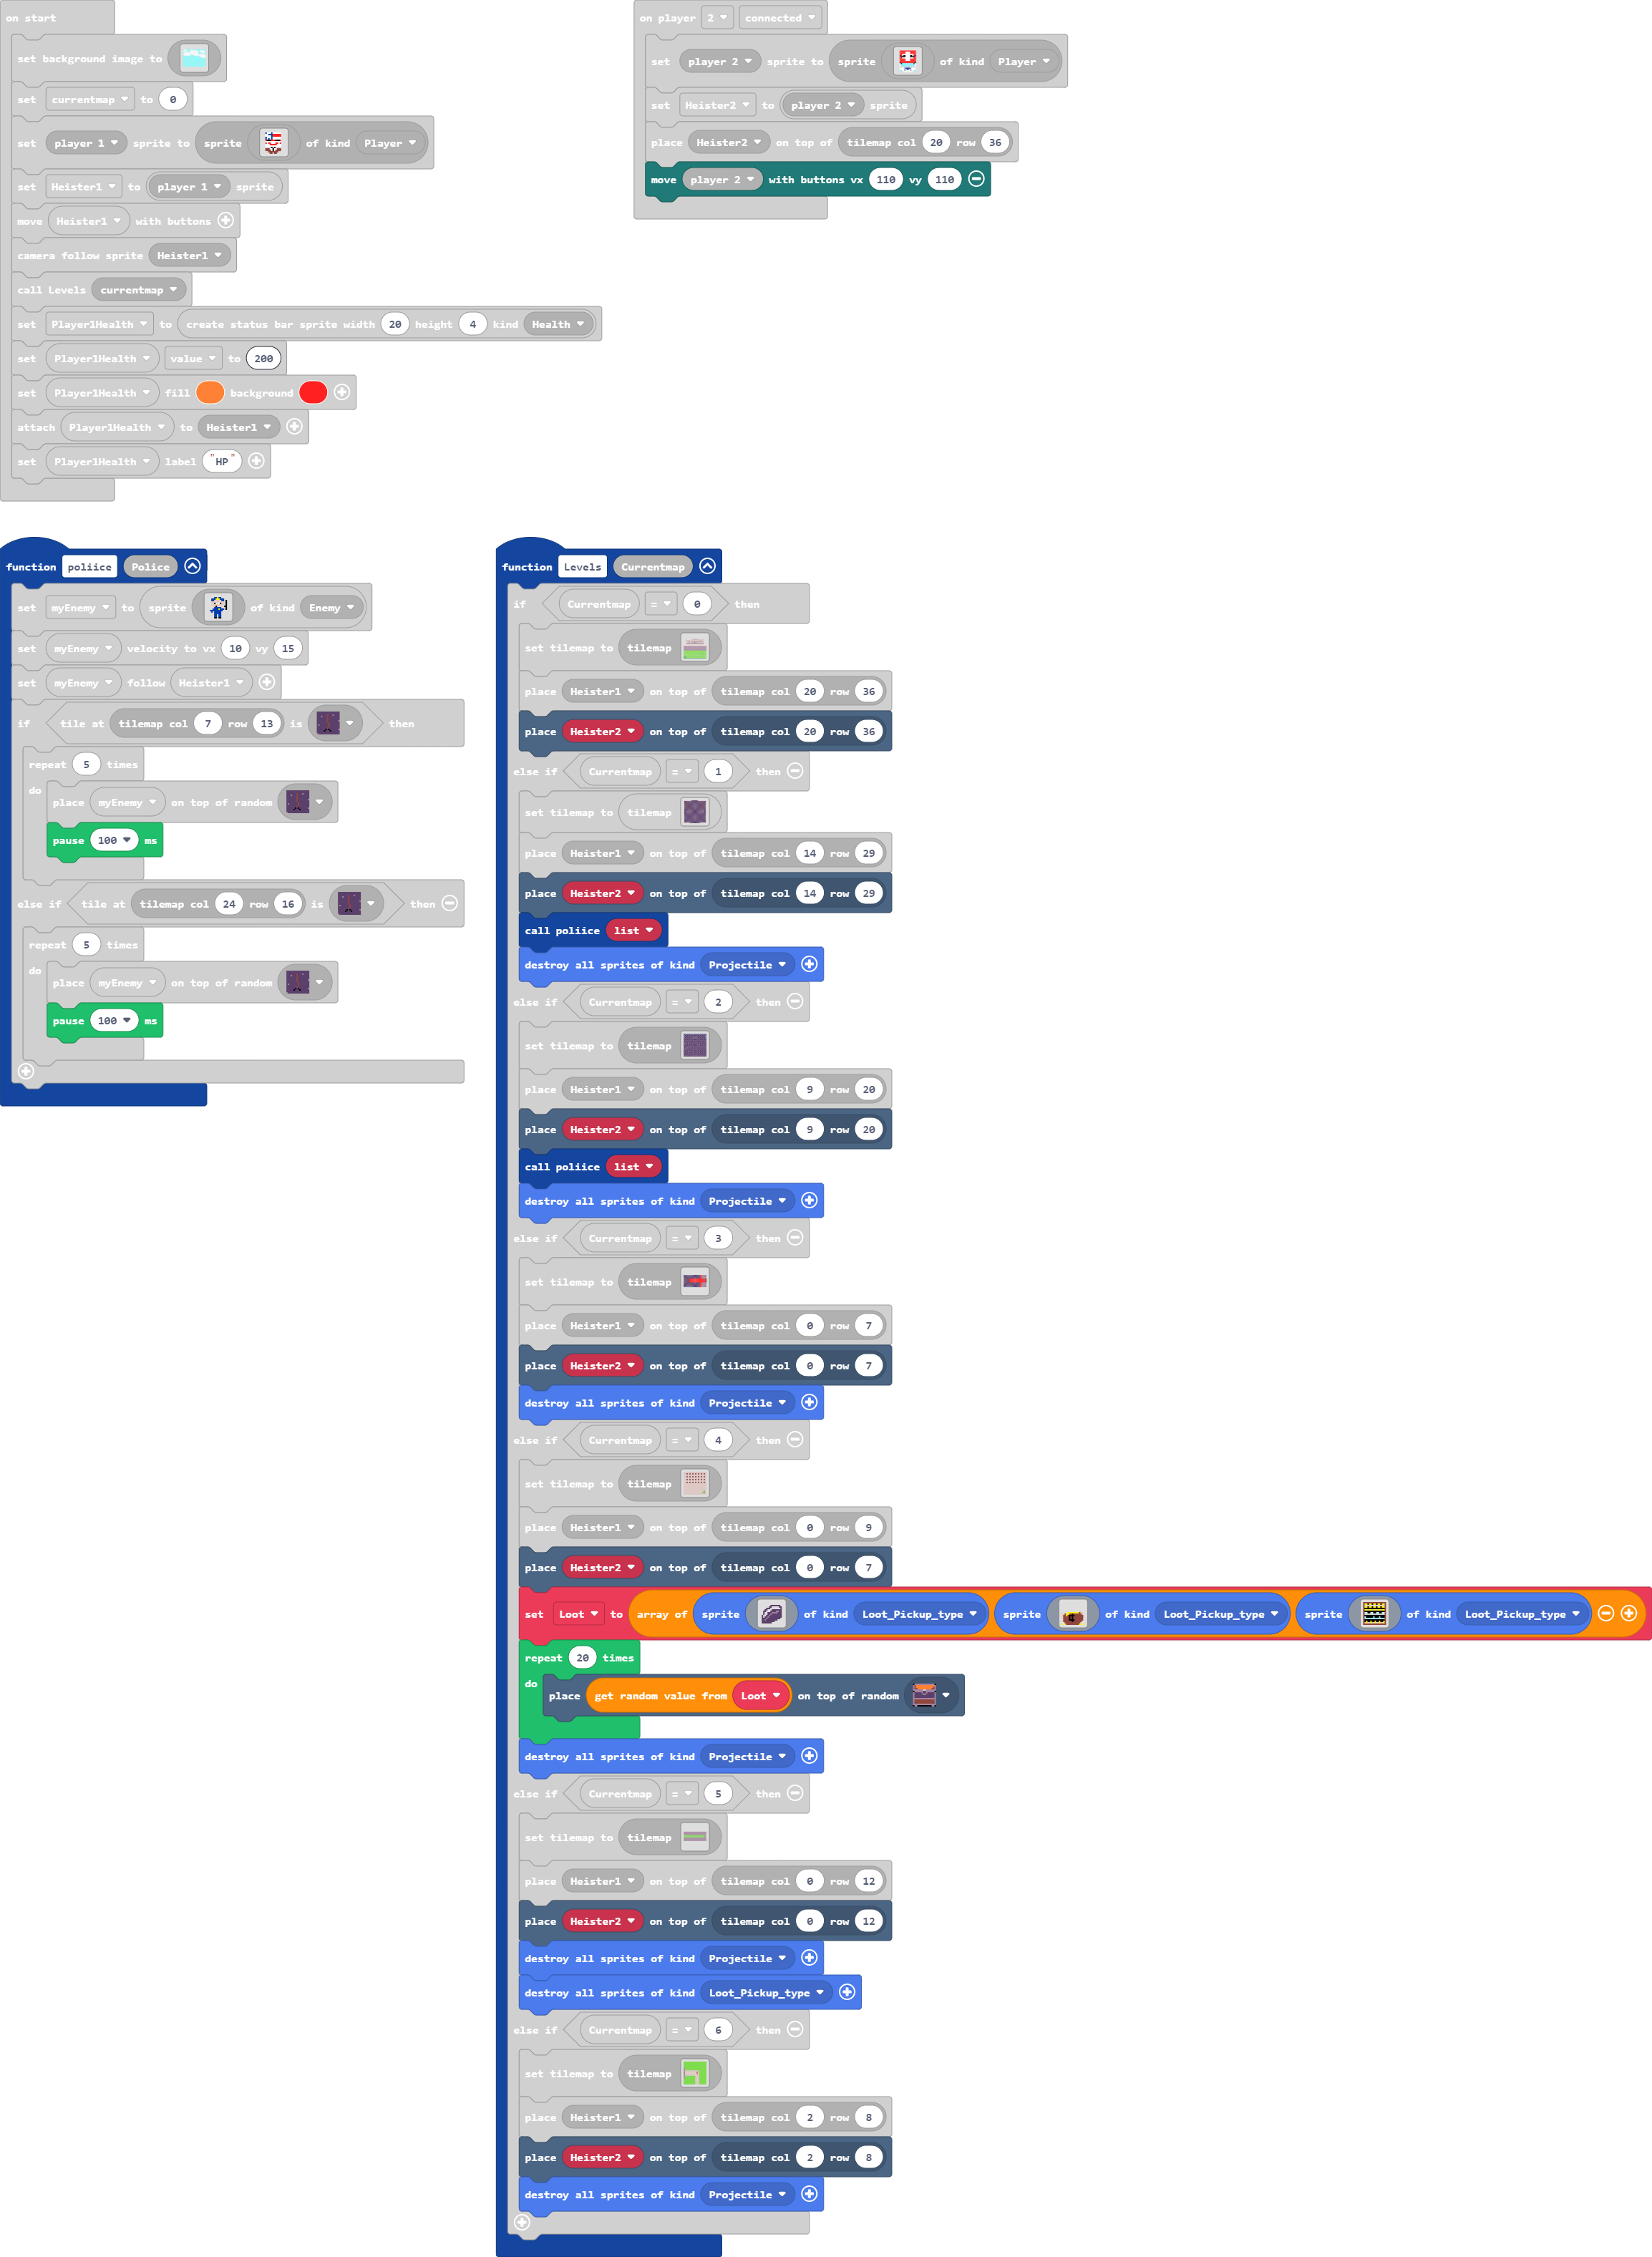 on start
set background image to
set currentmap to 0
set player 1 sprite to sprite of kind Player
set Heister1 to player 1 sprite
move Heister1 with buttons
camera follow sprite Heister1
call Levels currentmap
set Player1Health to create status bar sprite width 20 height 4 kind Health
set Player1Health value to 200
set Player1Health fill background
attach Player1Health to Heister1
set Player1Health label "HP"
on player 2 connected
set player 2 sprite to sprite of kind Player
set Heister2 to player 2 sprite
place Heister2 on top of tilemap col 20 row 36
move player 2 with buttons vx 110 vy 110
function poliice Police
set myEnemy to sprite of kind Enemy
set myEnemy velocity to vx 10 vy 15
set myEnemy follow Heister1
if tile at tilemap col 7 row 13 is then
repeat 5 times
do
place myEnemy on top of random
pause 100 ms
else if tile at tilemap col 24 row 16 is then
repeat 5 times
do
place myEnemy on top of random
pause 100 ms
function Levels Currentmap
if Currentmap = 0 then
set tilemap to tilemap
place Heister1 on top of tilemap col 20 row 36
place Heister2 on top of tilemap col 20 row 36
else if Currentmap = 1 then
set tilemap to tilemap
place Heister1 on top of tilemap col 14 row 29
place Heister2 on top of tilemap col 14 row 29
call poliice list
destroy all sprites of kind Projectile
else if Currentmap = 2 then
set tilemap to tilemap
place Heister1 on top of tilemap col 9 row 20
place Heister2 on top of tilemap col 9 row 20
call poliice list
destroy all sprites of kind Projectile
else if Currentmap = 3 then
set tilemap to tilemap
place Heister1 on top of tilemap col 0 row 7
place Heister2 on top of tilemap col 0 row 7
destroy all sprites of kind Projectile
else if Currentmap = 4 then
set tilemap to tilemap
place Heister1 on top of tilemap col 0 row 9
place Heister2 on top of tilemap col 0 row 7
set Loot to array of sprite of kind Loot_Pickup_type sprite of kind Loot_Pickup_type sprite of kind Loot_Pickup_type
repeat 20 times
do
place get random value from Loot on top of random
destroy all sprites of kind Projectile
else if Currentmap = 5 then
set tilemap to tilemap
place Heister1 on top of tilemap col 0 row 12
place Heister2 on top of tilemap col 0 row 12
destroy all sprites of kind Projectile
destroy all sprites of kind Loot_Pickup_type
else if Currentmap = 6 then
set tilemap to tilemap
place Heister1 on top of tilemap col 2 row 8
place Heister2 on top of tilemap col 2 row 8
destroy all sprites of kind Projectile